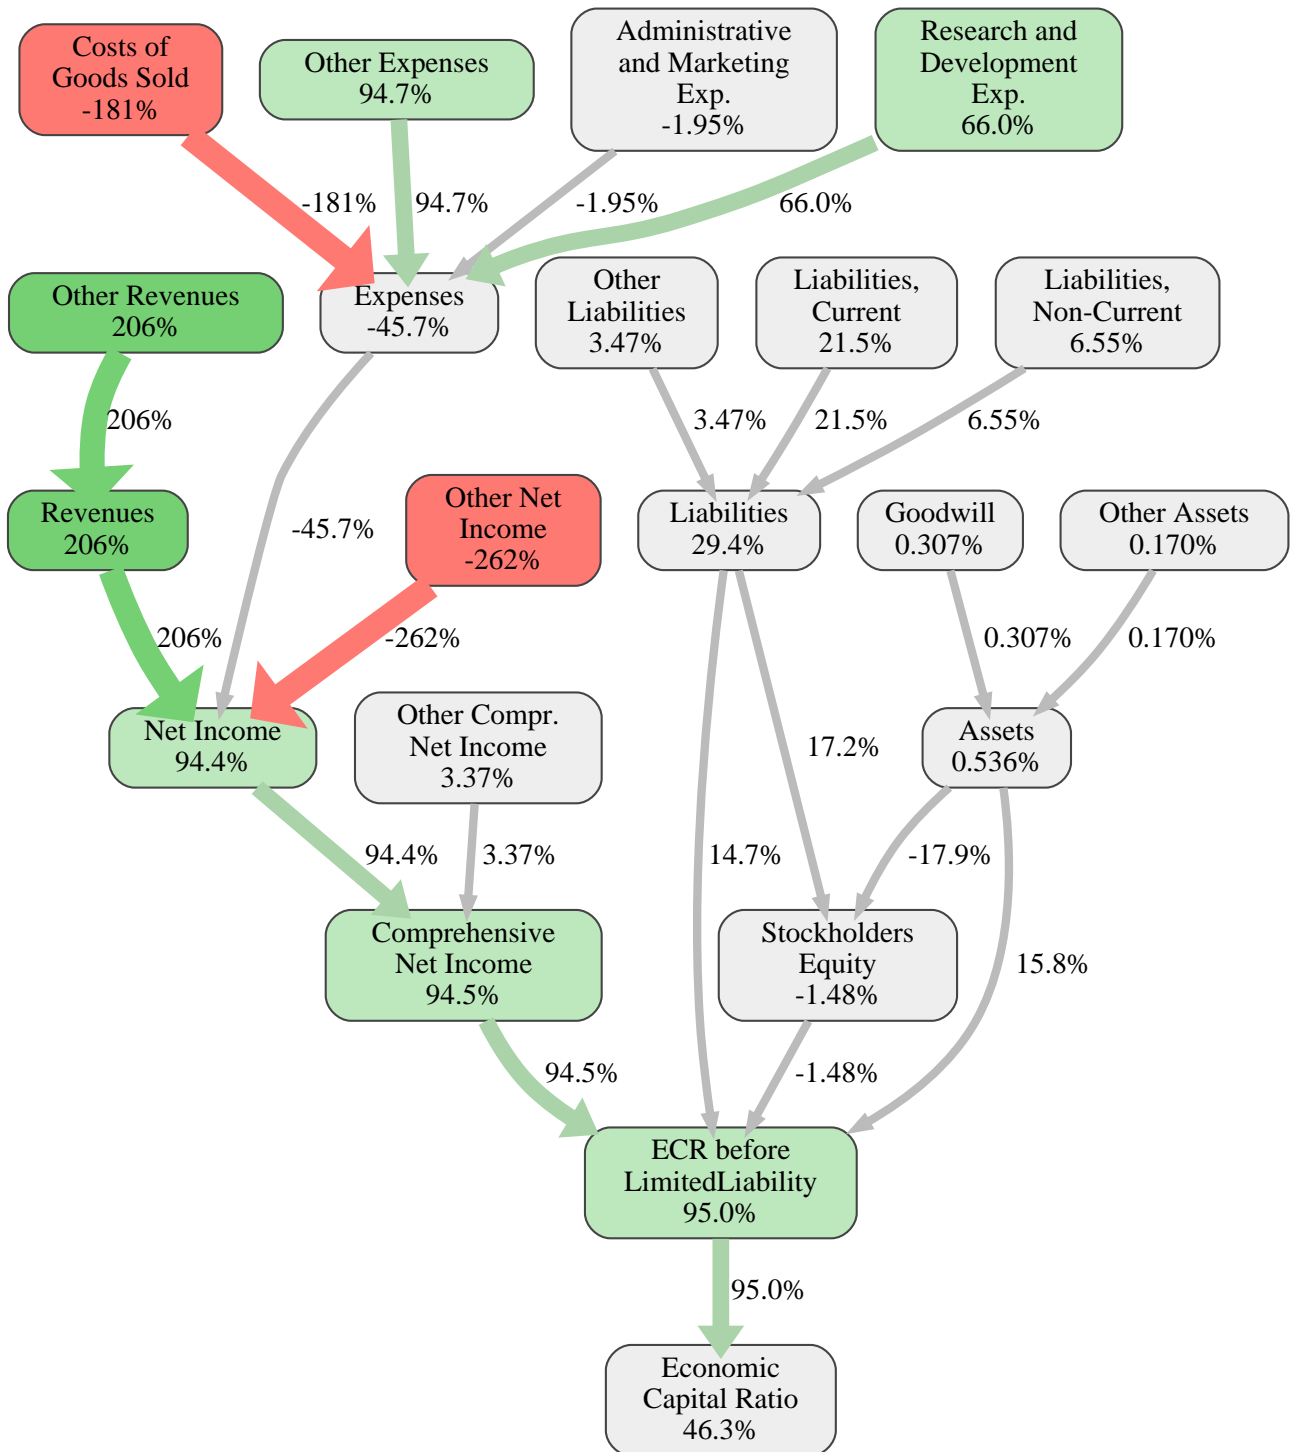 Costs of
Goods Sold
-181%
Other Expenses
94.7%
Administrative
and Marketing
Exp.
-1.95%
Research and
Development
Exp.
66.0%
-181%
94.7%
-1.95%
66.0%
Other Revenues
206%
Expenses
-45.7%
Other
Liabilities
3.47%
Liabilities,
Current
21.5%
Liabilities,
Non-Current
6.55%
206%
3.47%
21.5%
6.55%
Revenues
206%
-45.7%
Other Net
Income
-262%
Liabilities
29.4%
Goodwill
0.307%
Other Assets
0.170%
206%
-262%
0.307%
0.170%
Net Income
94.4%
Other Compr.
Net Income
3.37%
17.2%
Assets
0.536%
94.4%
3.37%
14.7%
-17.9%
Comprehensive
Net Income
94.5%
Stockholders
Equity
-1.48%
15.8%
94.5%
-1.48%
ECR before
LimitedLiability
95.0%
95.0%
Economic
Capital Ratio
46.3%